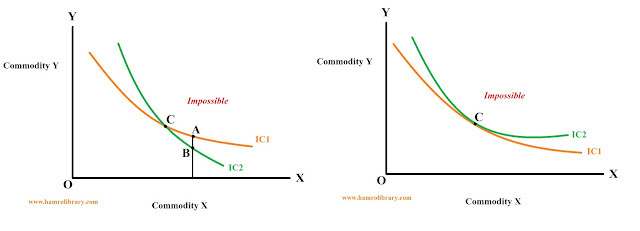 Y
Commodity Y
Impossible
C
A
B
IC1
IC2
O
X
www.hamrolibrary.com
Commodity X
Y
Commodity Y
Impossible
C
IC2
IC1
O
X
www.hamrolibrary.com
Commodity X